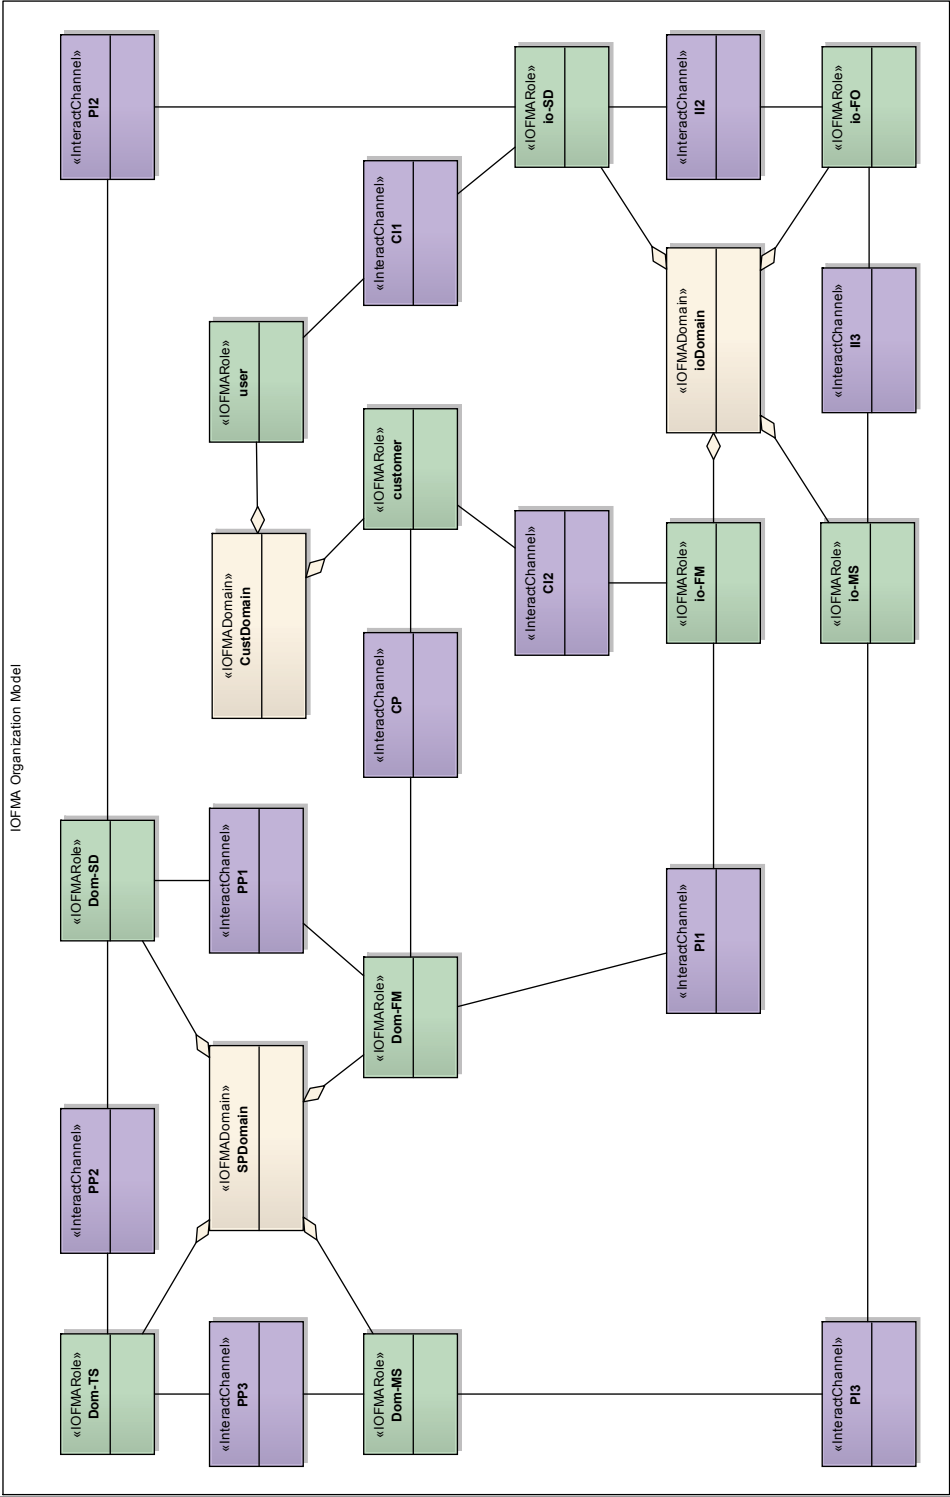 IOFMA Organization Model
«IOFMARole»
Dom-TS
«InteractChannel»
PP2
«IOFMARole»
Dom-SD
«InteractChannel»
PI2
«InteractChannel»
PP3
«IOFMADomain»
SPDomain
«InteractChannel»
PP1
«IOFMADomain»
CustDomain
«IOFMARole»
user
«IOFMARole»
Dom-MS
«IOFMARole»
Dom-FM
«InteractChannel»
CP
«IOFMARole»
customer
«InteractChannel»
CI1
«InteractChannel»
CI2
«IOFMARole»
io-SD
«InteractChannel»
PI1
«IOFMARole»
io-FM
«IOFMADomain»
ioDomain
«InteractChannel»
II2
«InteractChannel»
PI3
«IOFMARole»
io-MS
«InteractChannel»
II3
«IOFMARole»
io-FO